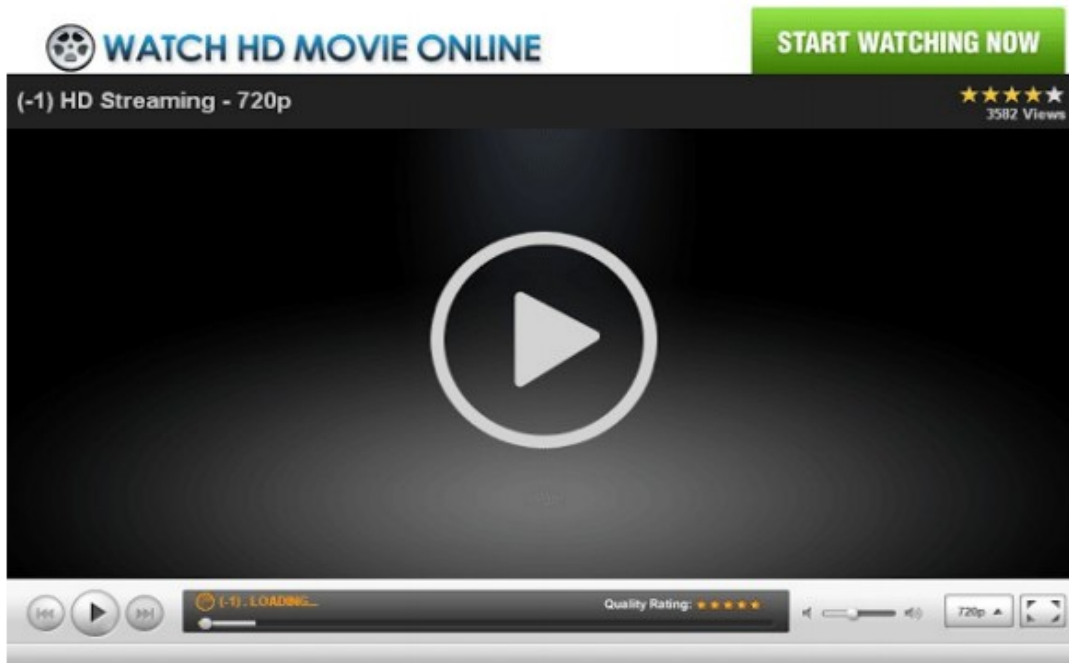 WATCH HD MOVIE ONLINE
START WATCHING NOW
(-1) HD Streaming - 720p
3582 Views
(-1) . LOADING...
Quality Rating:
720p